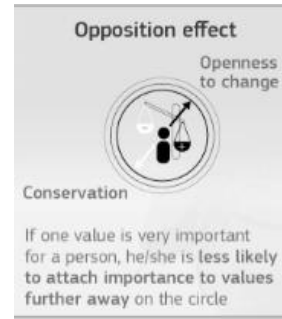 Opposition effect
Openness
to change
Conservation
If one value is very important
for a person, he/she is less likely
to attach importance to values
further away on the circle